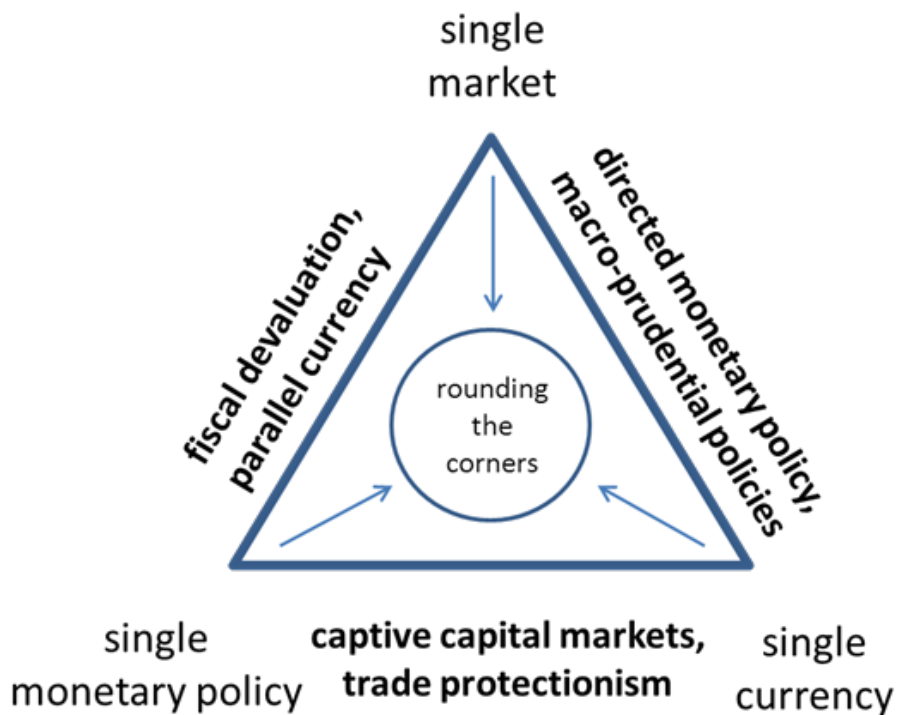 single
market
fiscal devaluation,
parallel currency
directed monetary policy,
macro-prudential policies
rounding
the
corners
single
monetary policy
captive capital markets,
trade protectionism
single
currency